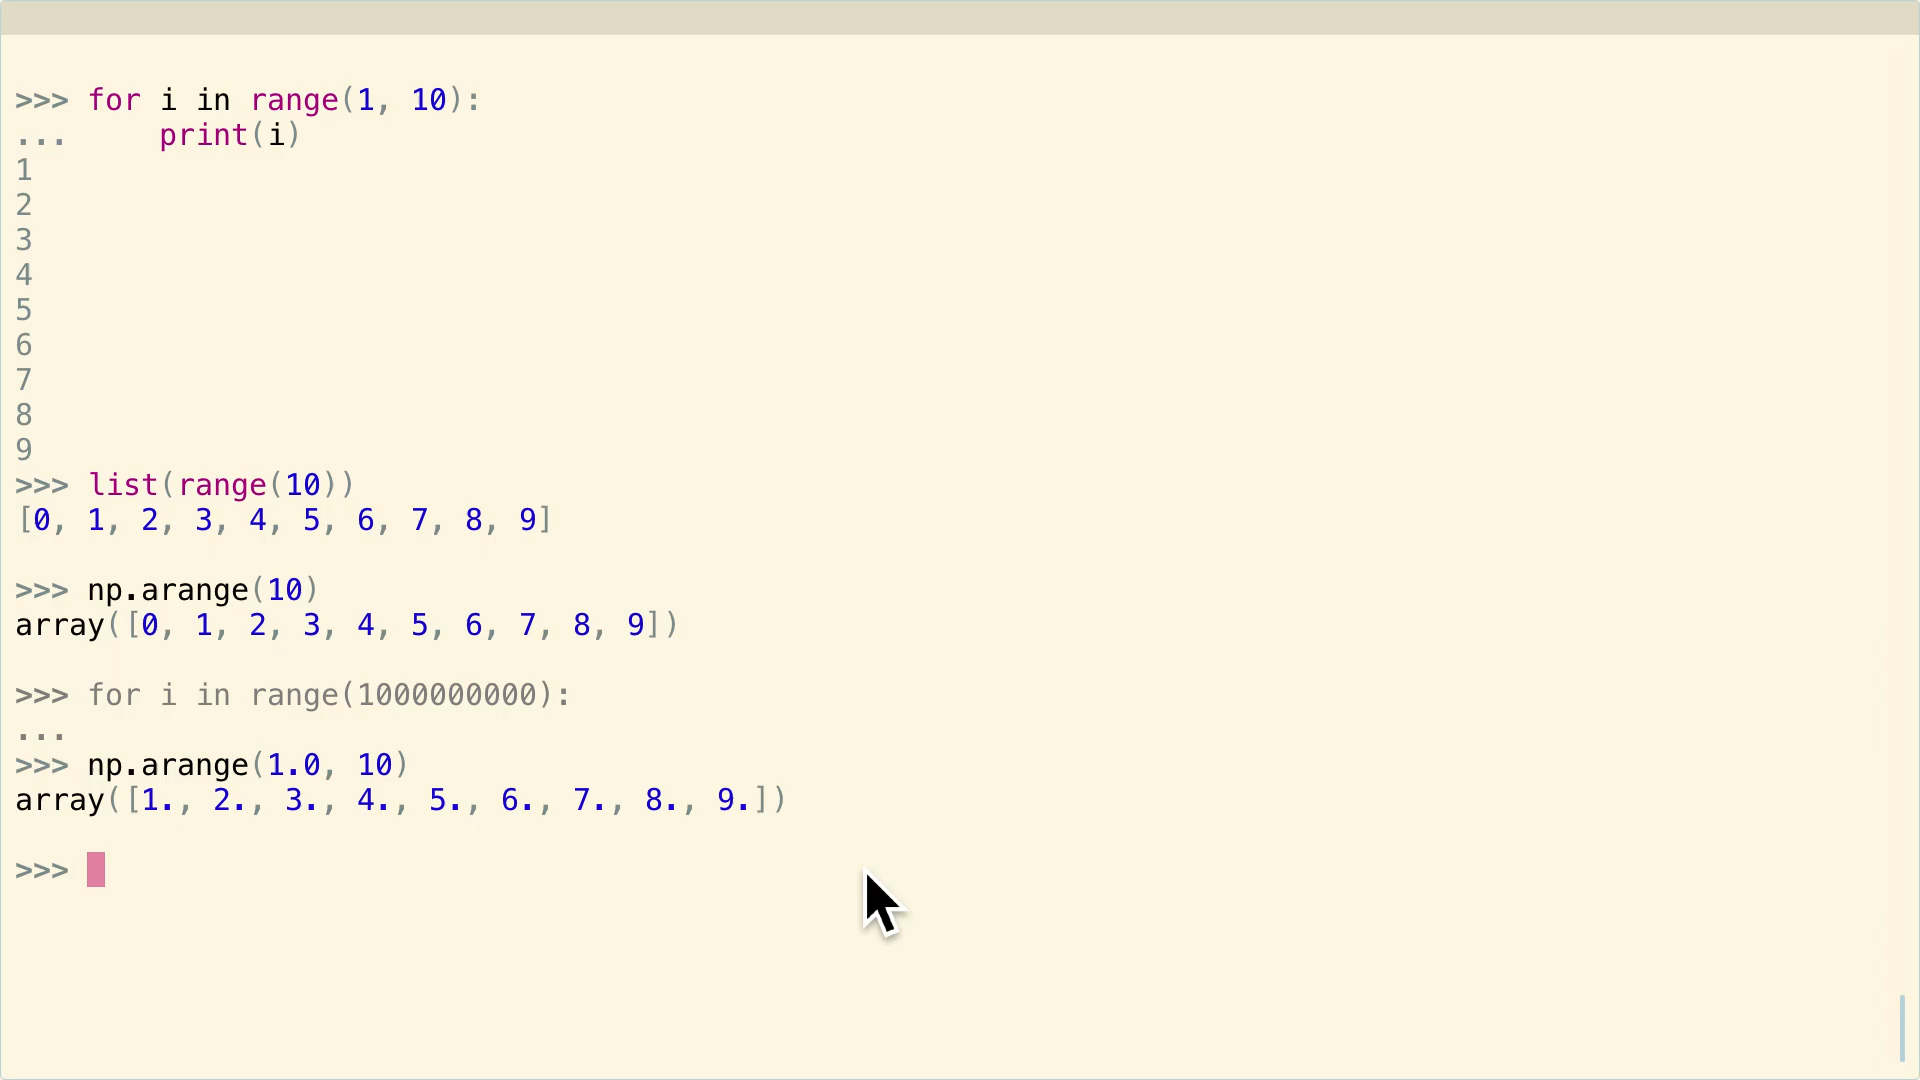 >>> for i in range(1, 10):
...     print(i)
1
2
3
4
5
6
7
8
9
>>> list(range(10))
[0, 1, 2, 3, 4, 5, 6, 7, 8, 9]
>>> np.arange(10)
array([0, 1, 2, 3, 4, 5, 6, 7, 8, 9])
>>> for i in range(1000000000):
...
>>> np.arange(1.0, 10)
array([1., 2., 3., 4., 5., 6., 7., 8., 9.])
>>>